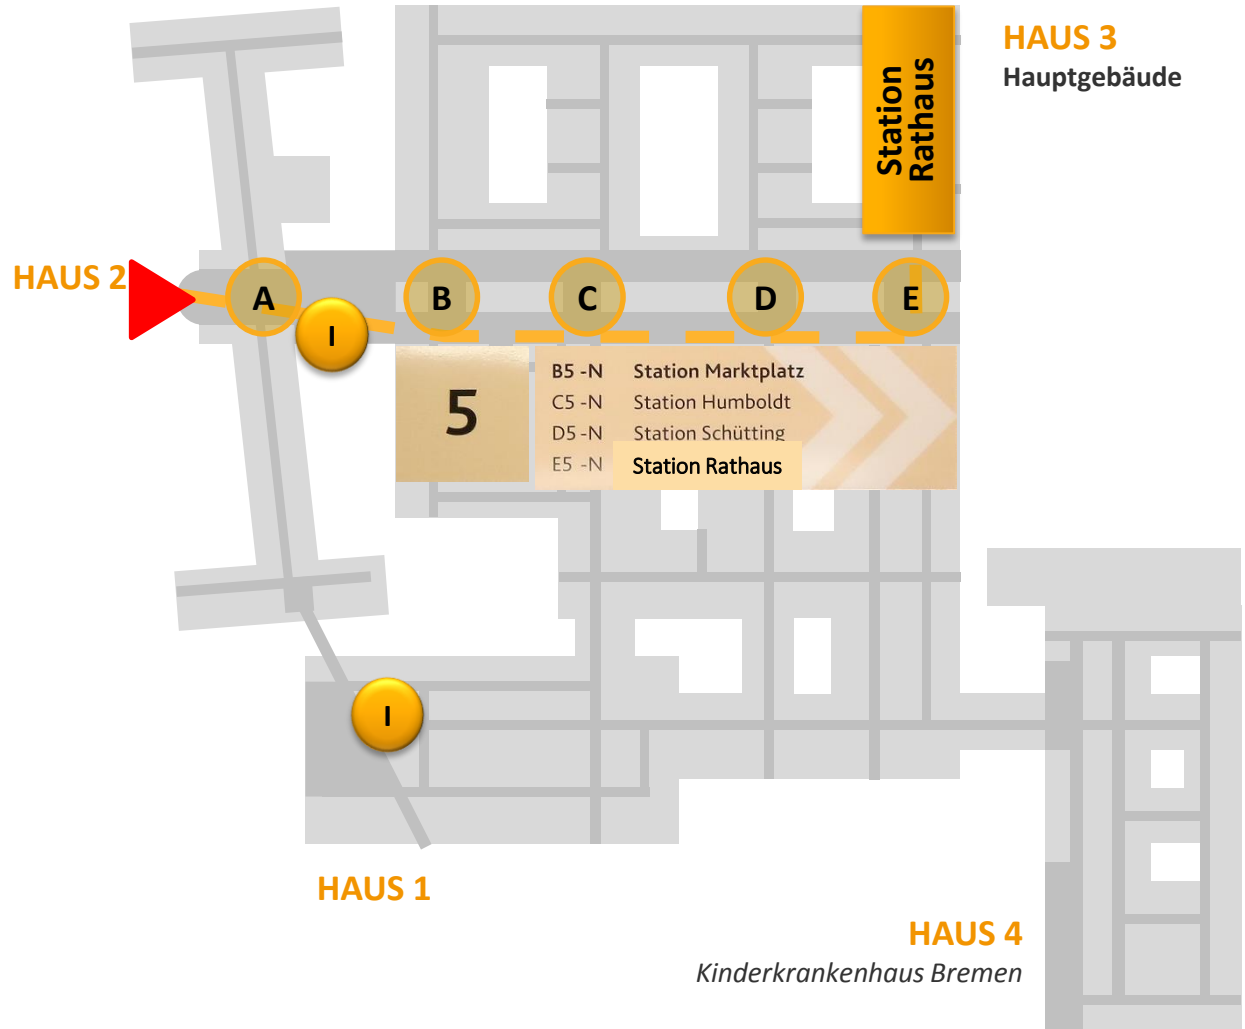 HAUS 3
Hauptgebäude
Station
Rathaus
HAUS 2
A
B
C
D
E
I
5
B5 -N Station Marktplatz
C5 -N Station Humboldt
D5 -N Station Schütting
E5 -N Station Rathaus
I
HAUS 1
HAUS 4
Kinderkrankenhaus Bremen